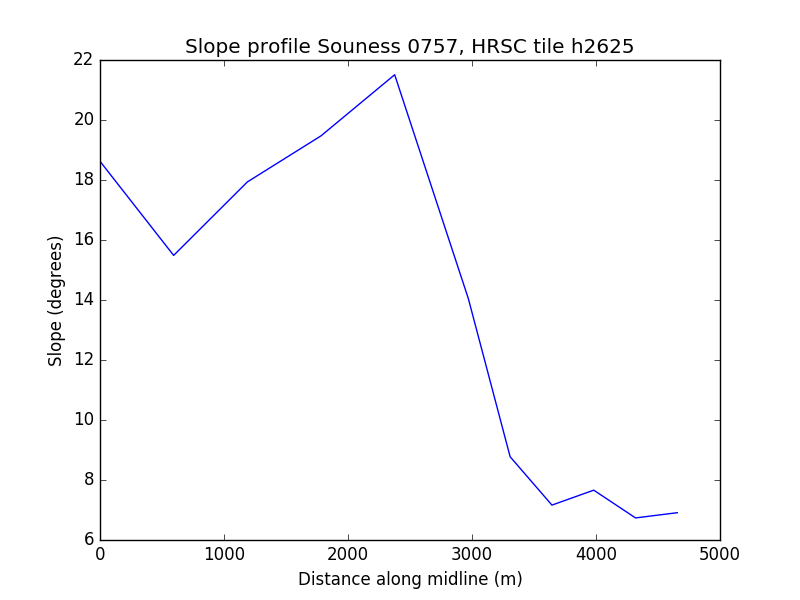 Slope profile Souness 0757, HRSC tile h2625
22
20
18
16
14
12
10
8
6
Slope (degrees)
0 1000 2000 3000 4000 5000
Distance along midline (m)